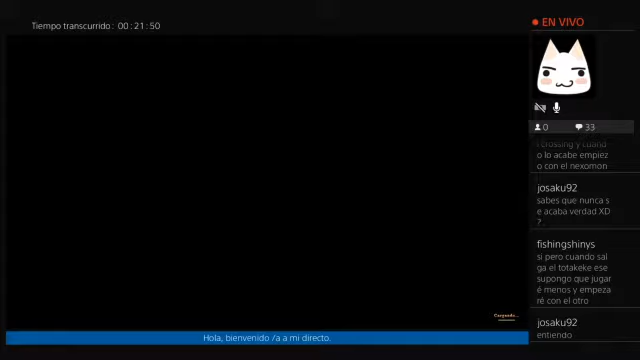 Tiempo transcurrido: 00:21:50
EN VIVO
0 33
l crossing y cuand
o lo acabe empiez
o con el nexomon
josaku92
sabes que nunca s
e acaba verdad XD
?
fishingshinys
si pero cuando sal
ga el totakeke ese
supongo que jugar
é menos y empeza
ré con el otro
josaku92
entiendo
Cargando...
Hola, bienvenido /a a mi directo.